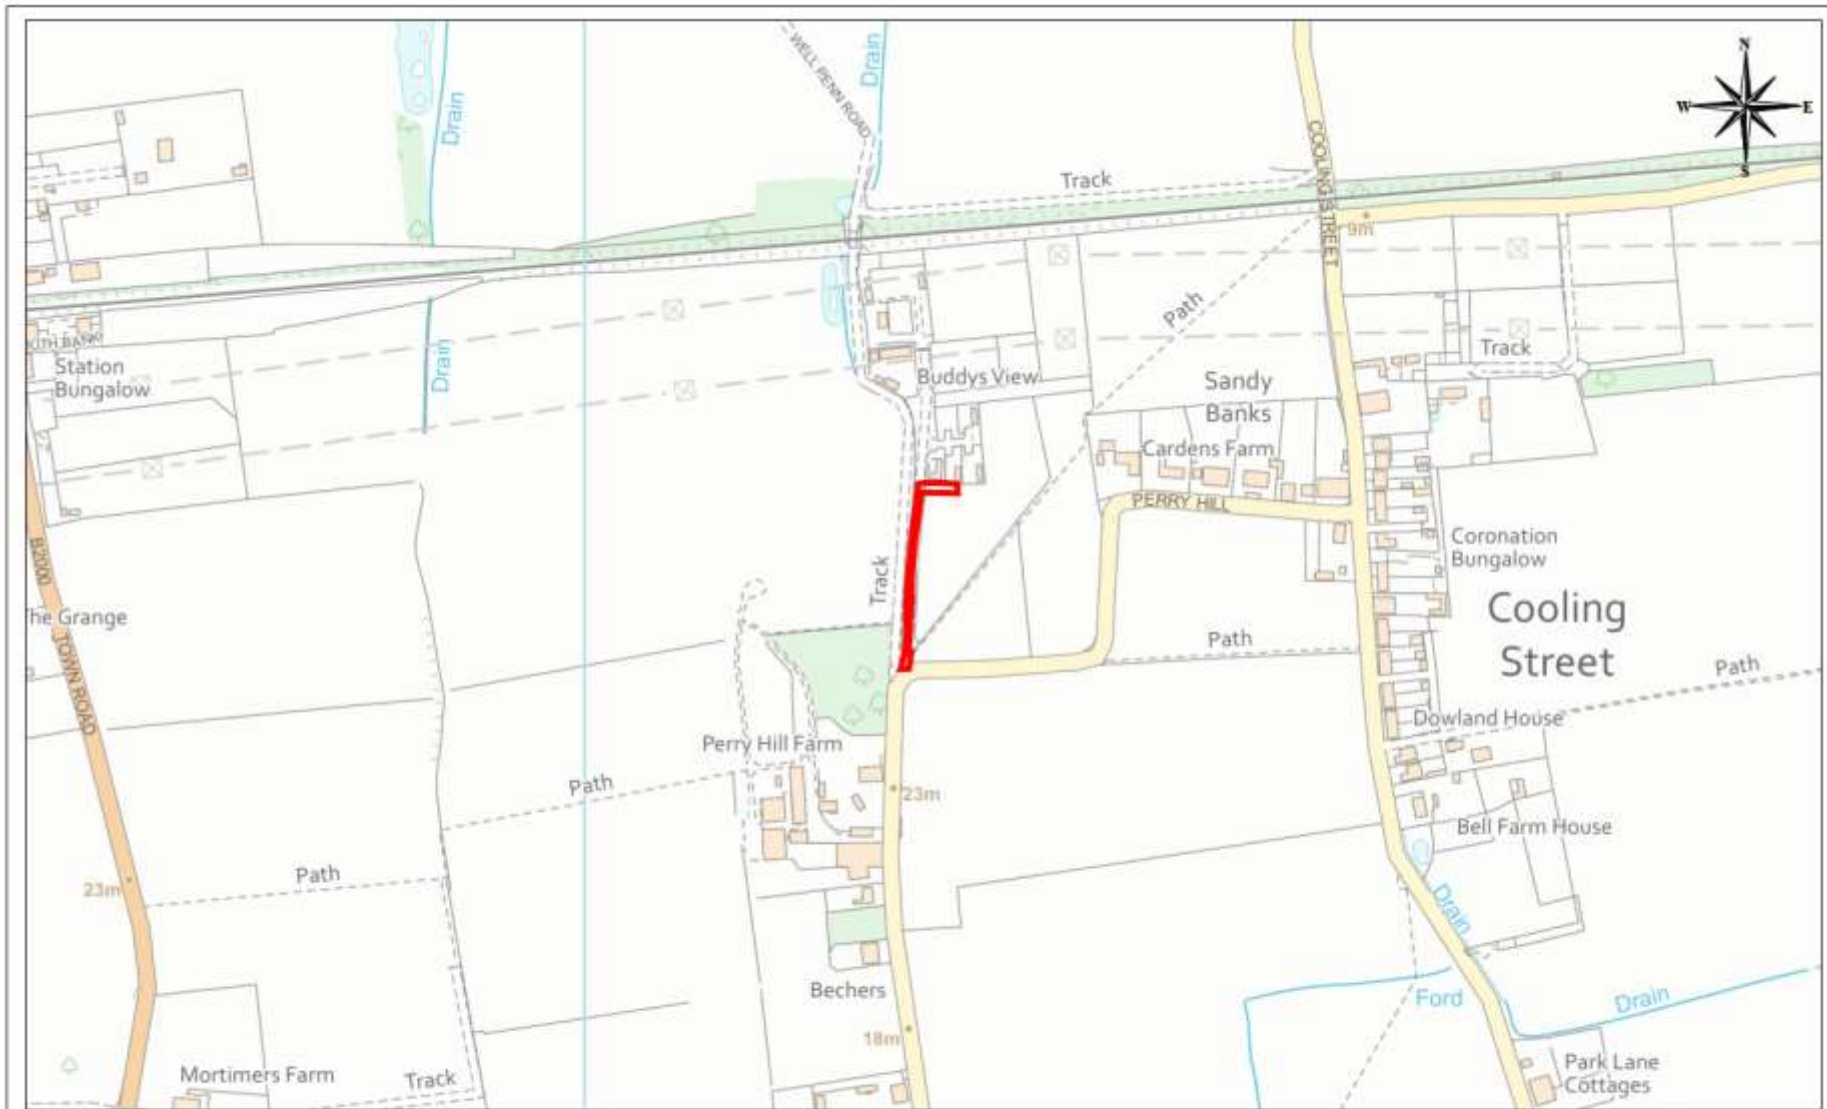 WELL PENN ROAD
Drain
Drain
N
W
E
S
COOLING STREET
Track
9m
Path
Drain
Station
Bungalow
Buddys View
Track
Sandy
Banks
Cardens Farm
PERRY HILL
Coronation
Bungalow
B2000
Track
Cooling
Street
TOWN ROAD
Path
Path
Dowland House
Perry Hill Farm
Path
23m
Bell Farm House
Path
23m
Drain
Bechers
Ford
Drain
18m
Mortimers Farm
Track
Park Lane
Cottages
he Grange